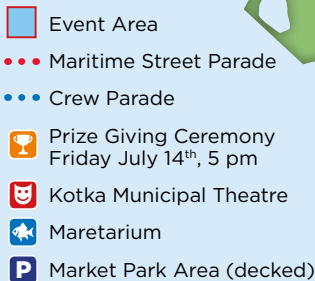 Event Area
Maritime Street Parade
Crew Parade
Prize Giving Ceremony
Friday July 14th, 5 pm
Kotka Municipal Theatre
Maretarium
P Market Park Area (decked)